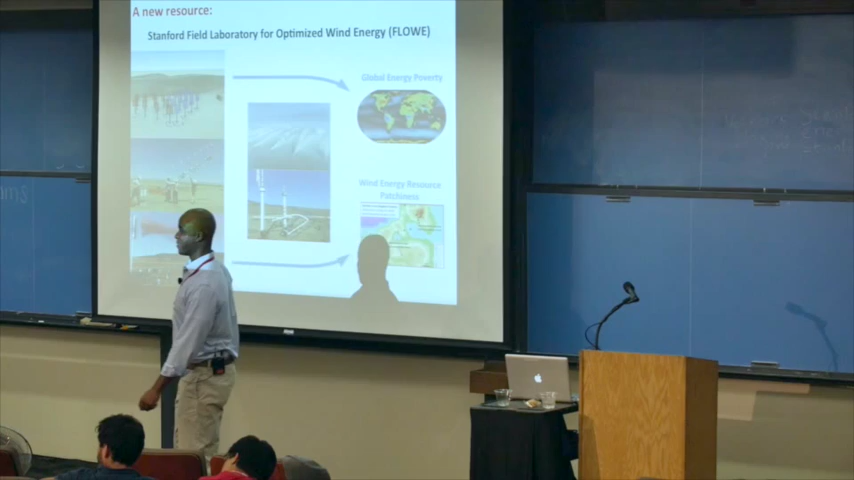 A new resource:
Stanford Field Laboratory for Optimized Wind Energy (FLOWE)
Global Energy Poverty
Wind Energy Resource
Patchiness